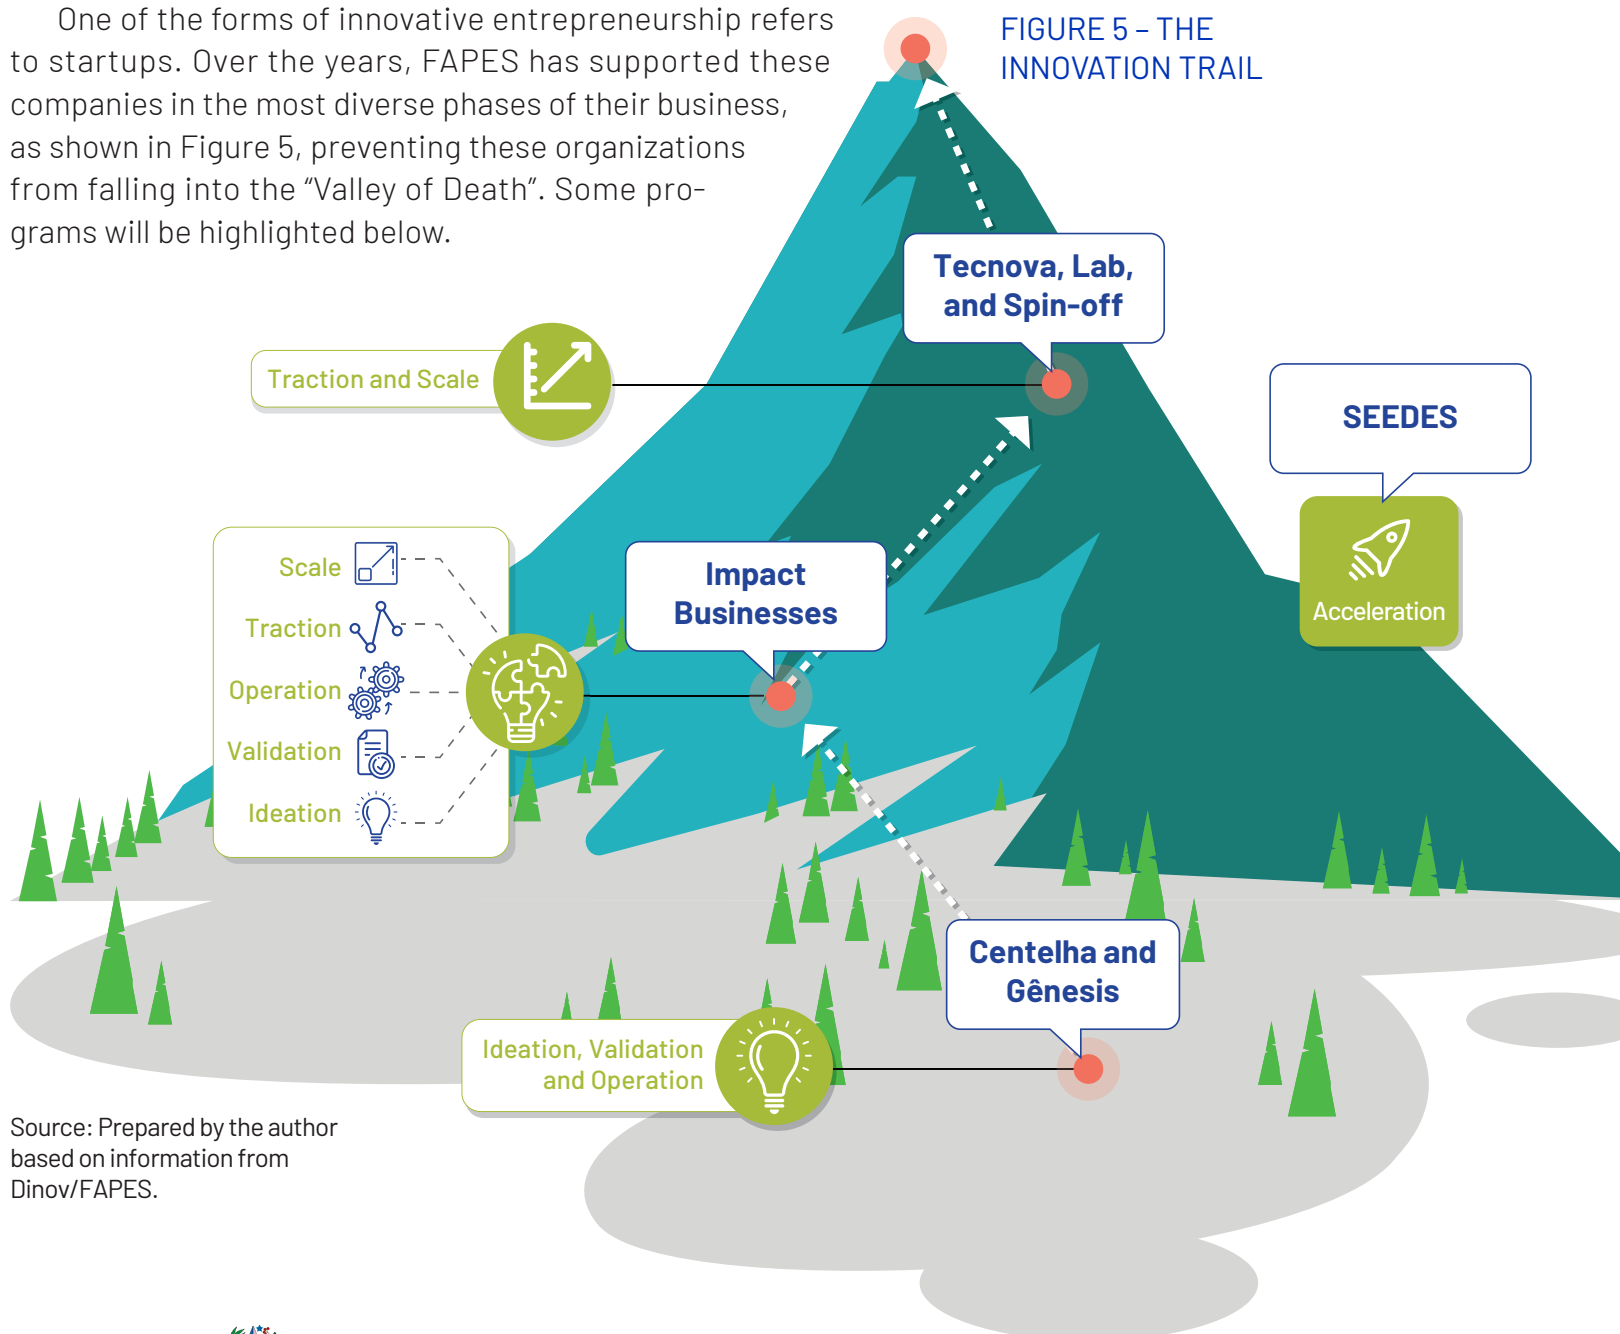 One of the forms of innovative entrepreneurship refers
to startups. Over the years, FAPES has supported these
companies in the most diverse phases of their business,
as shown in Figure 5, preventing these organizations
from falling into the “Valley of Death”. Some pro-
grams will be highlighted below.
FIGURE 5 – THE
INNOVATION TRAIL
Tecnova, Lab,
and Spin-off
Traction and Scale
SEEDES
Acceleration
Impact
Businesses
Scale
Traction
Operation
Validation
Ideation
Centelha and
Gênesis
Ideation, Validation
and Operation
Source: Prepared by the author
based on information from
Dinov/FAPES.